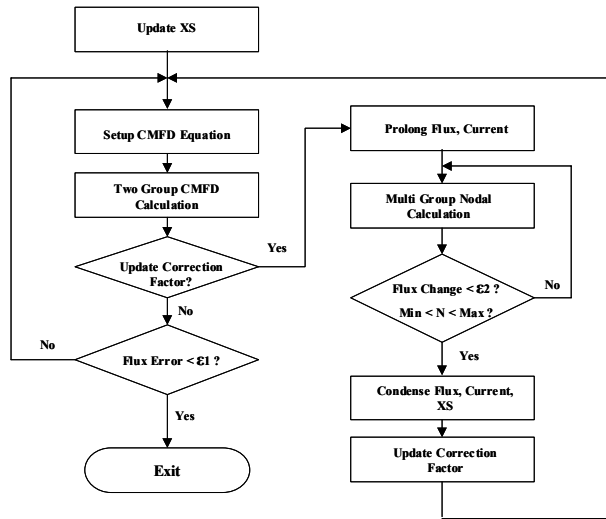 Update XS
Setup CMFD Equation
Two Group CMFD
Calculation
Yes
Update Correction
Factor?
No
No
Flux Error < ε1 ?
Yes
Exit
Prolong Flux, Current
Multi Group Nodal
Calculation
Flux Change < ε2 ?
Min < N < Max ?
No
Yes
Condense Flux, Current,
XS
Update Correction
Factor